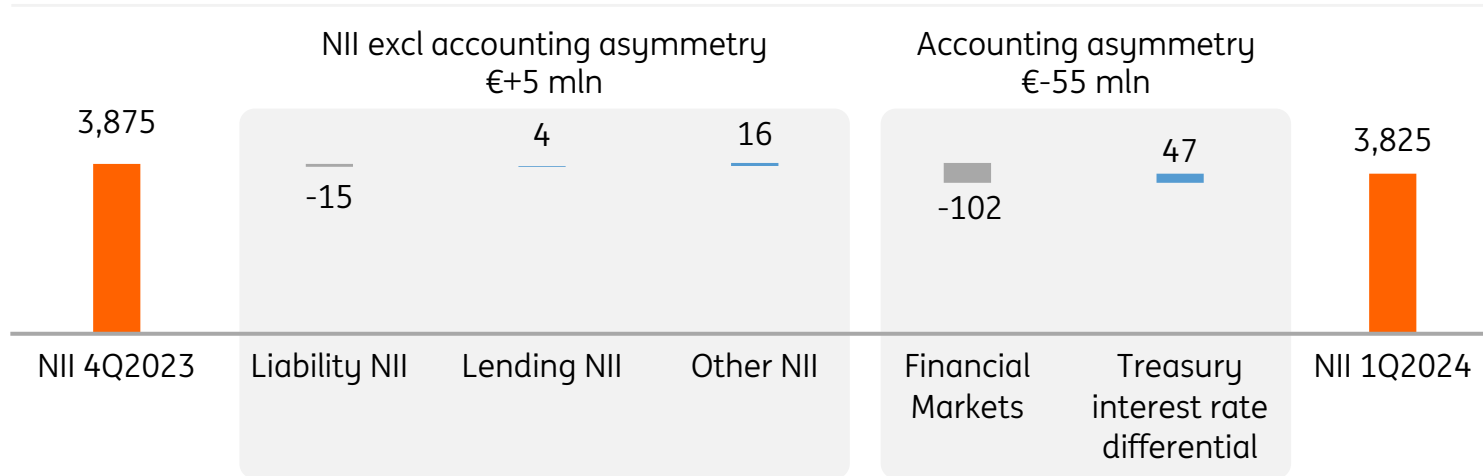 NII excl accounting asymmetry
€+5 mln
Accounting asymmetry
€-55 mln
3,875
-15
4
16
-102
47
3,825
NII 4Q2023
Liability NII
Lending NII
Other NII
Financial
Markets
Treasury
interest rate
differential
NII 1Q2024